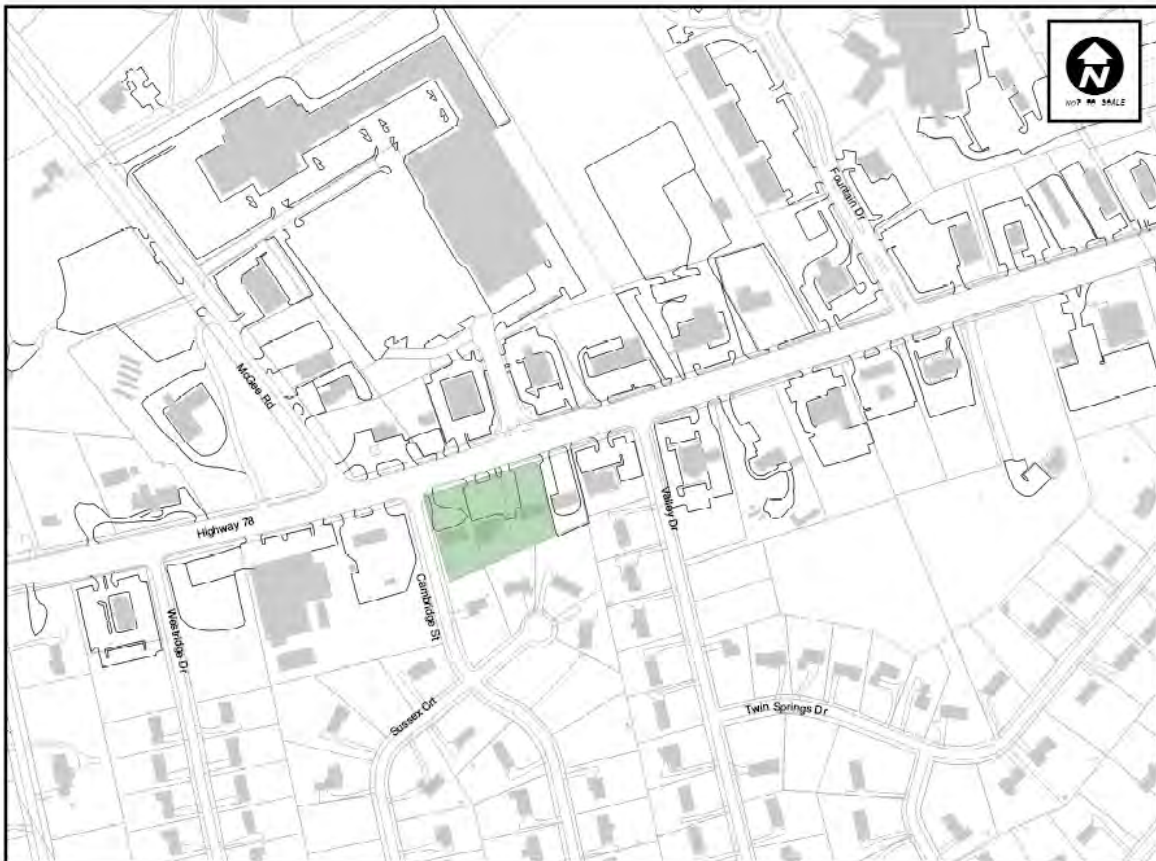 N
NOT TO SCALE
Fountain Dr
McGee Rd
Highway 78
Valley Dr
Cambridge St
Westridge Dr
Sussex Crt
Twin Springs Dr